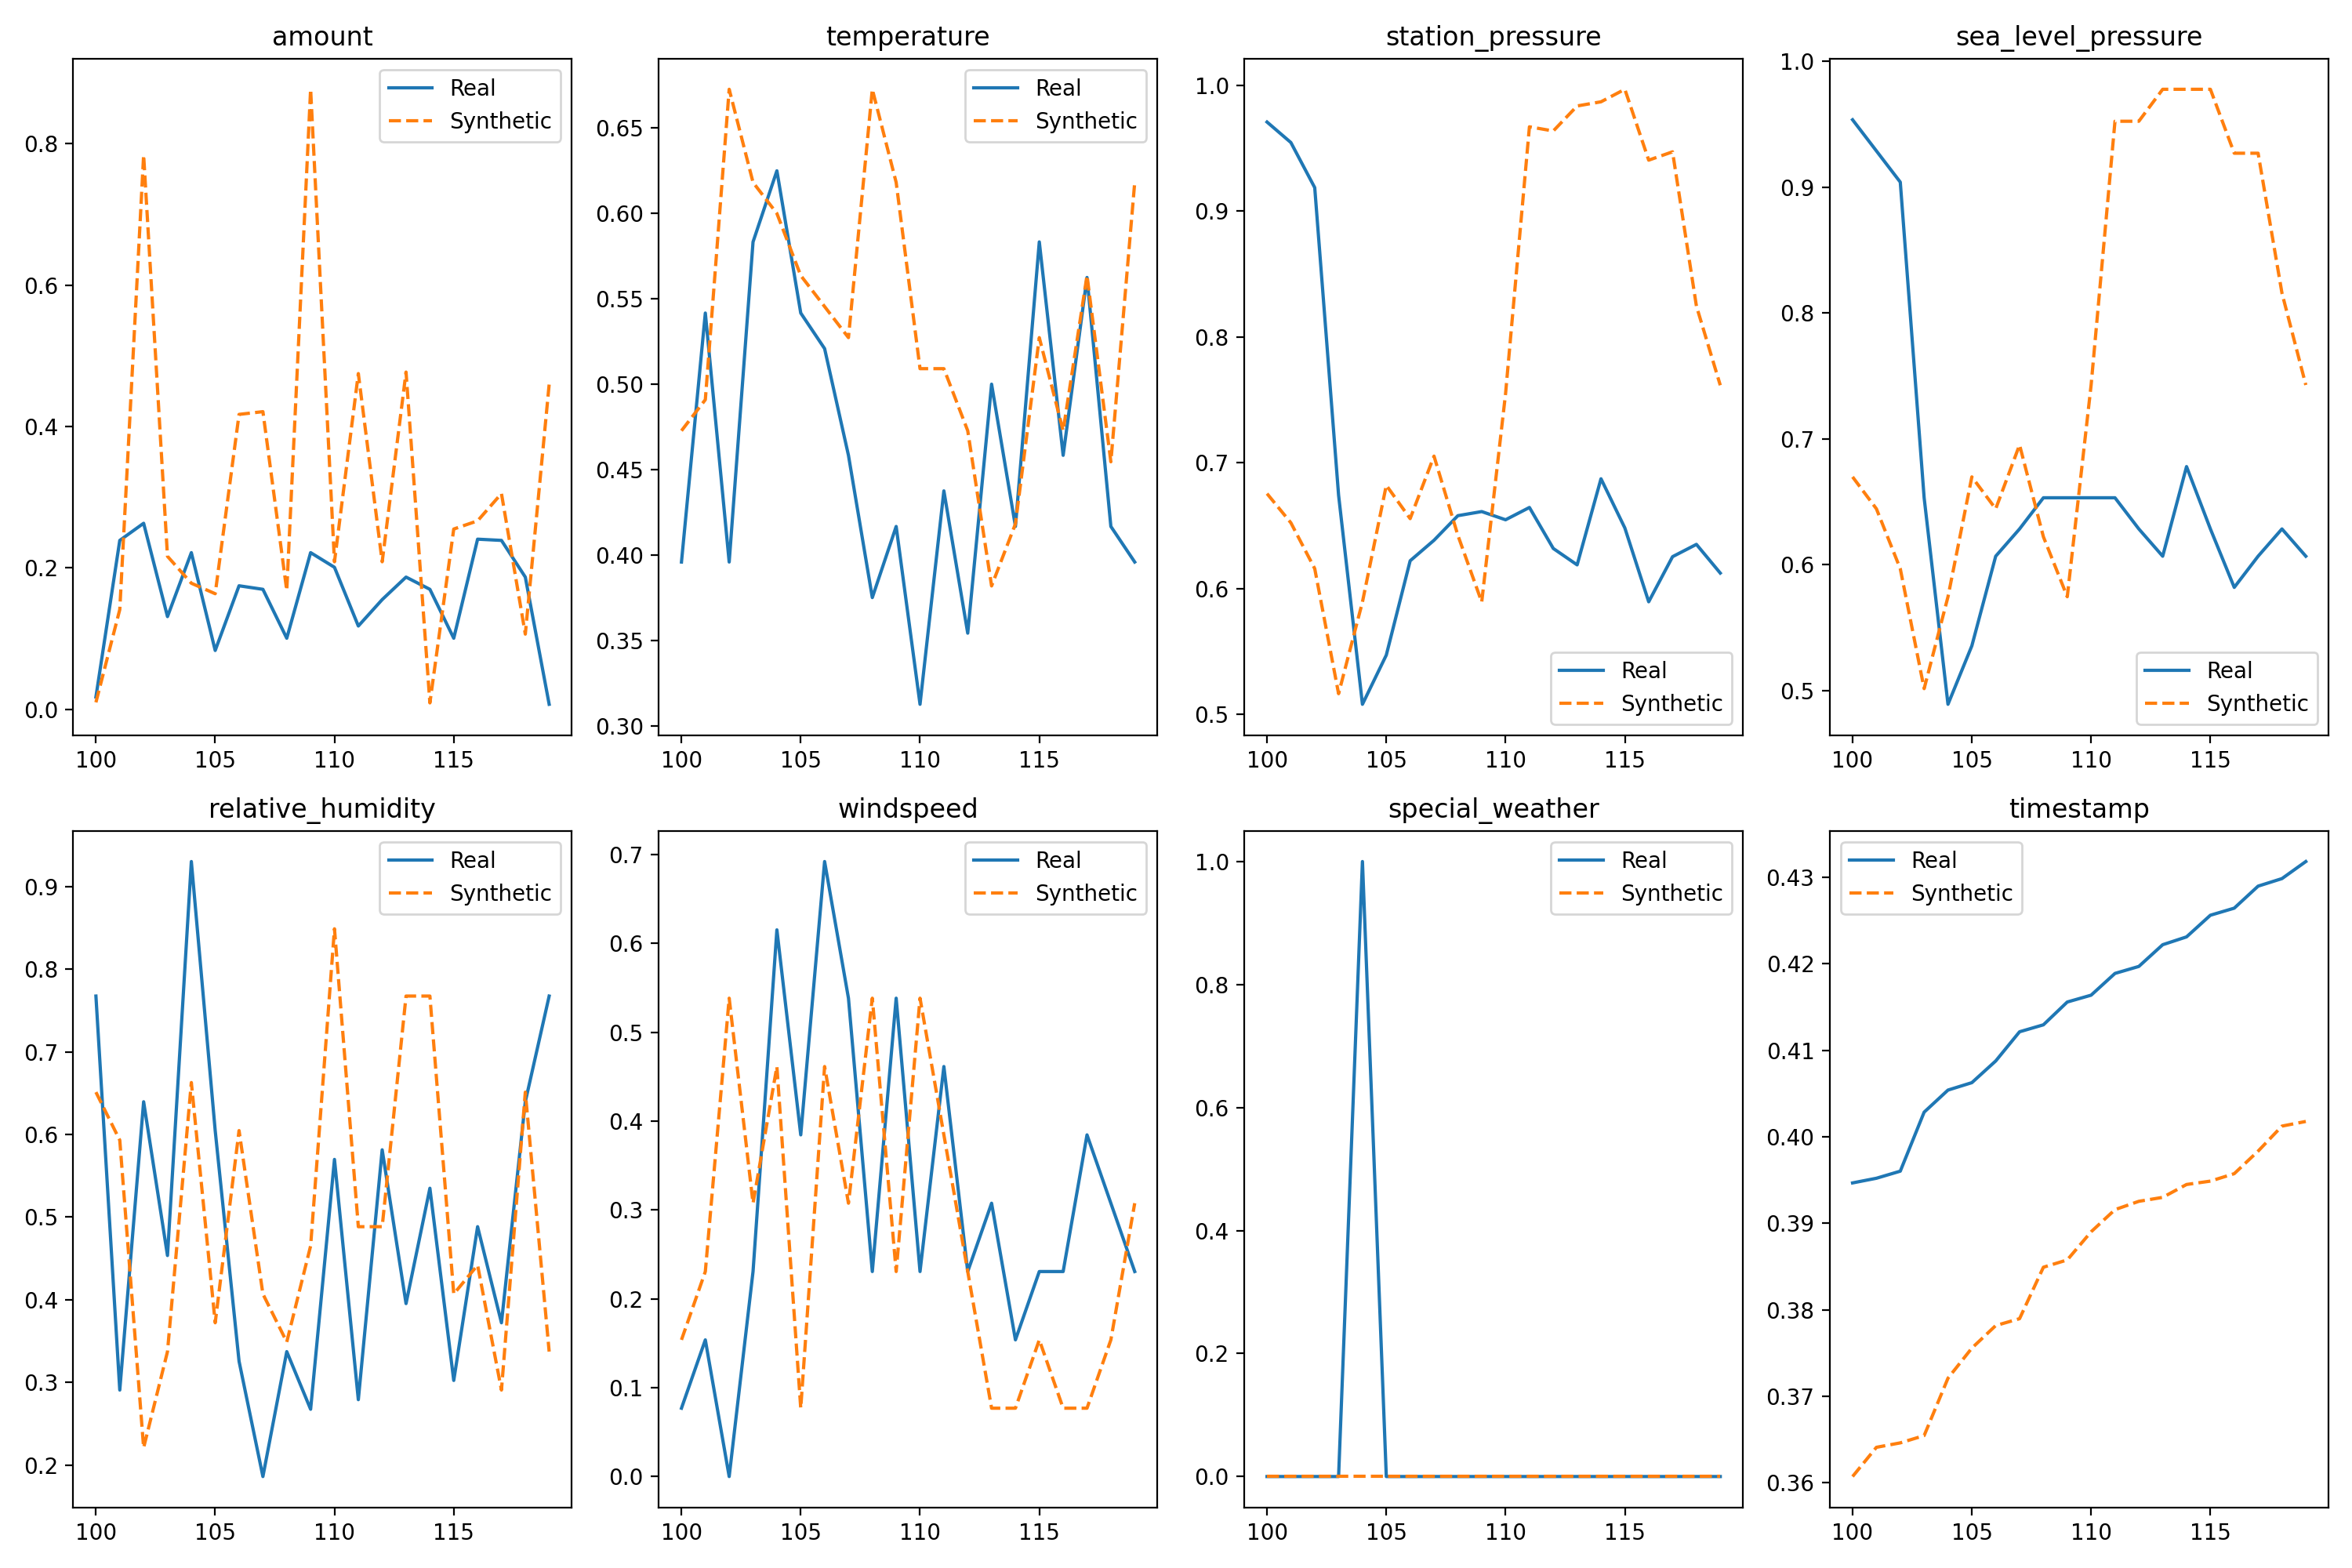 amount
0.8
0.6
0.4
0.2
0.0
100 105 110 115
Real
Synthetic
temperature
0.65
0.60
0.55
0.50
0.45
0.40
0.35
0.30
100 105 110 115
Real
Synthetic
station_pressure
1.0
0.9
0.8
0.7
0.6
0.5
100 105 110 115
Real
Synthetic
sea_level_pressure
1.0
0.9
0.8
0.7
0.6
0.5
100 105 110 115
Real
Synthetic
relative_humidity
0.9
0.8
0.7
0.6
0.5
0.4
0.3
0.2
100 105 110 115
Real
Synthetic
windspeed
0.7
0.6
0.5
0.4
0.3
0.2
0.1
0.0
100 105 110 115
Real
Synthetic
special_weather
1.0
0.8
0.6
0.4
0.2
0.0
100 105 110 115
Real
Synthetic
timestamp
0.43
0.42
0.41
0.40
0.39
0.38
0.37
0.36
100 105 110 115
Real
Synthetic